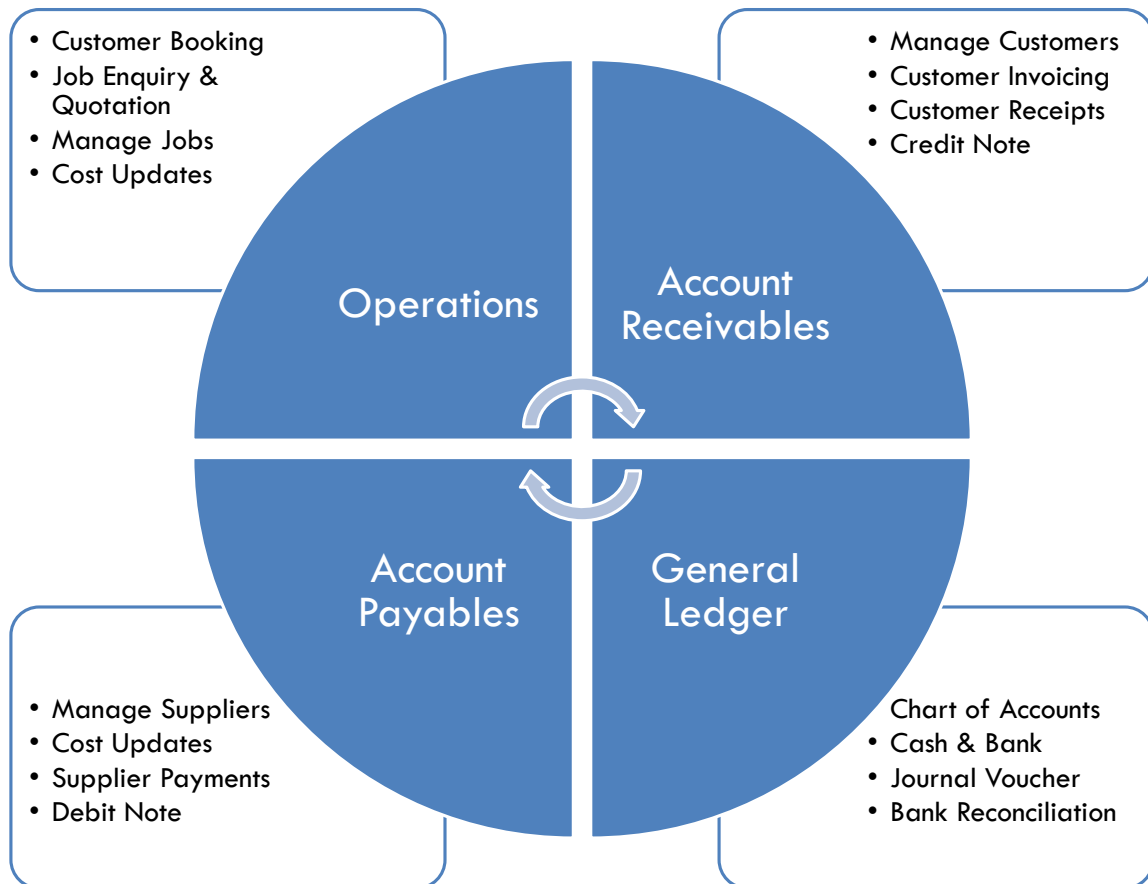 • Customer Booking
• Job Enquiry &
Quotation
• Manage Jobs
• Cost Updates
• Manage Customers
• Customer Invoicing
• Customer Receipts
• Credit Note
Operations
Account
Receivables
Account
Payables
General
Ledger
• Manage Suppliers
• Cost Updates
• Supplier Payments
• Debit Note
Chart of Accounts
• Cash & Bank
• Journal Voucher
• Bank Reconciliation